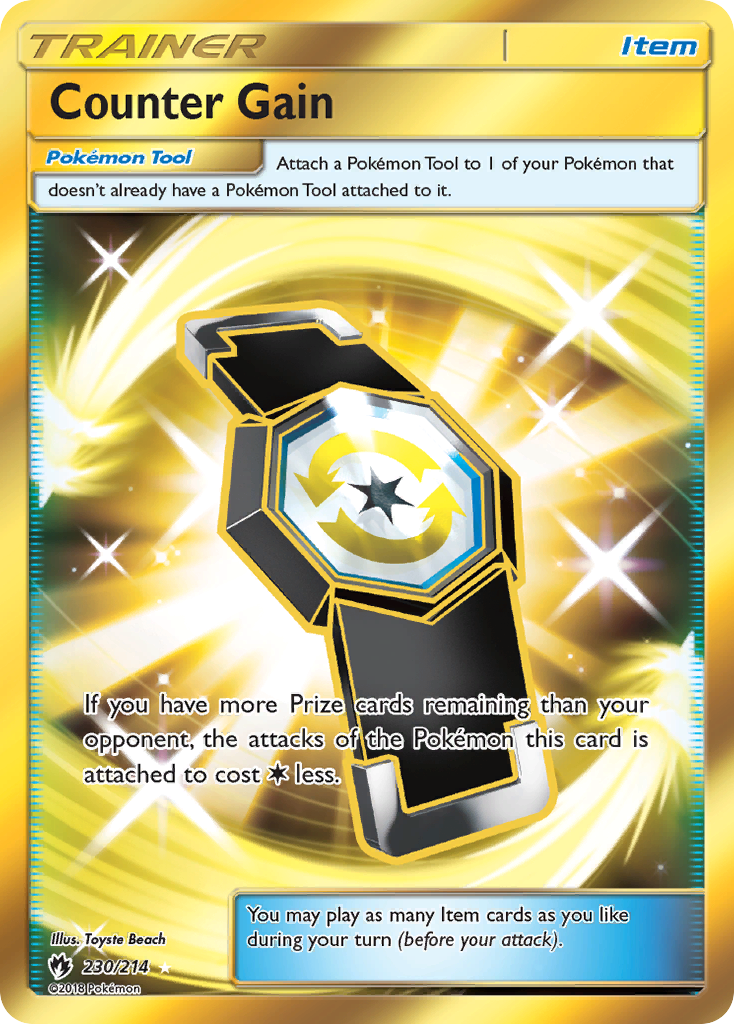 TRAINER
Item
Counter Gain
Pokémon Tool
Attach a Pokémon Tool to 1 of your Pokémon that
doesn't already have a Pokémon Tool attached to it.
If you have more Prize cards remaining than your
opponent, the attacks of the Pokémon this card is
attached to cost less.
You may play as many Item cards as you like
during your turn (before your attack).
Illus. Toyste Beach
230/214
©2018 Pokémon